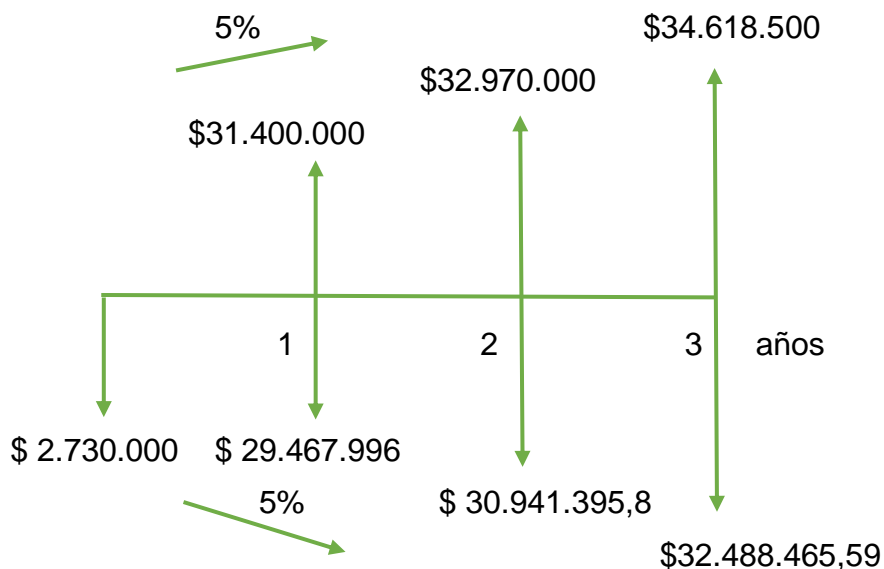 5%
$34.618.500
$32.970.000
$31.400.000
1 2 3 años
$ 2.730.000 $ 29.467.996
5% $ 30.941.395,8
$32.488.465,59